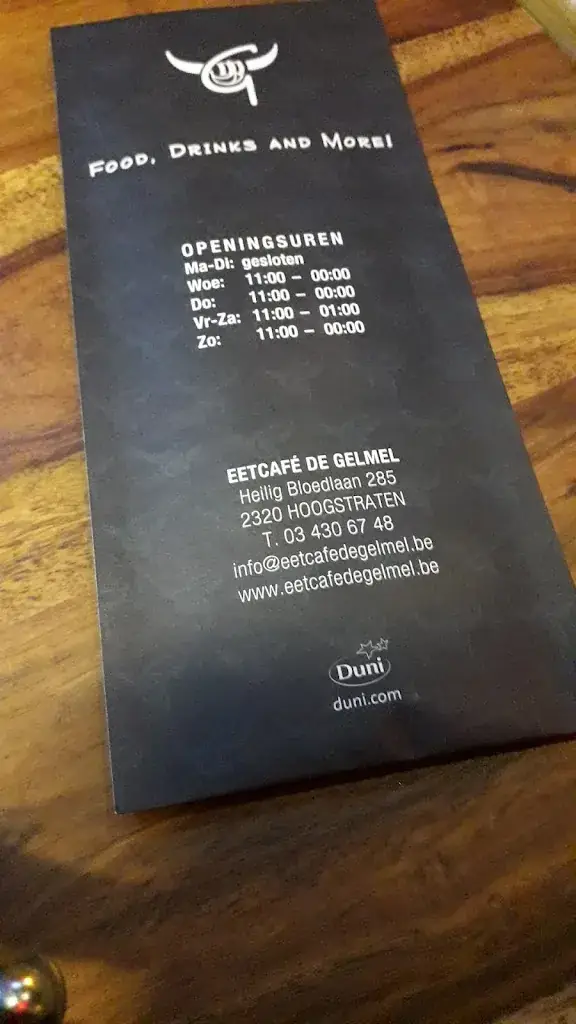 FOOD, DRINKS AND MORE!
OPENINGSUREN
Ma-Di: gesloten
Woe: 11:00 – 00:00
Do: 11:00 – 00:00
Vr-Za: 11:00 – 01:00
Zo: 11:00 – 00:00
EETCAFÉ DE GELMEL
Heilig Bloedlaan 285
2320 HOOGSTRATEN
T. 03 430 67 48
info@eetcafedegelmel.be
www.eetcafedegelmel.be
Duni
duni.com